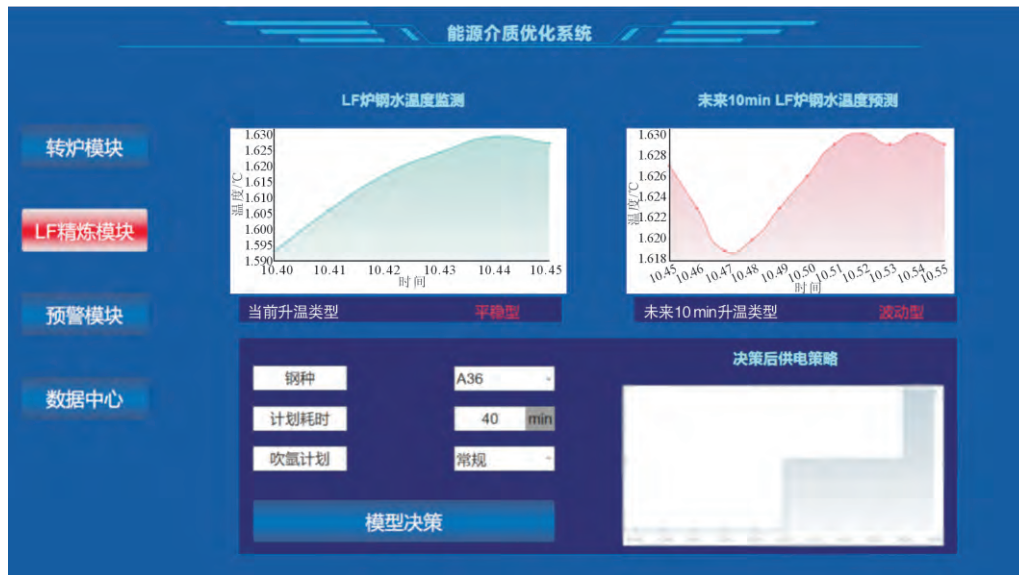 能源介质优化系统
转炉模块
LF精炼模块
预警模块
数据中心
LF炉钢水温度监测
温度/℃
1.630
1.625
1.620
1.615
1.610
1.605
1.600
1.595
1.590
10.40 10.41 10.42 10.43 10.44 10.45
时间
当前升温类型 平稳型
未来10min LF炉钢水温度预测
温度/℃
1.630
1.628
1.626
1.624
1.622
1.620
1.618
10.45 10.46 10.47 10.48 10.49 10.50 10.51 10.52 10.53 10.54 10.55
时间
未来10 min升温类型 波动型
钢种 A36
计划耗时 40 min
吹氩计划 常规
模型决策
决策后供电策略